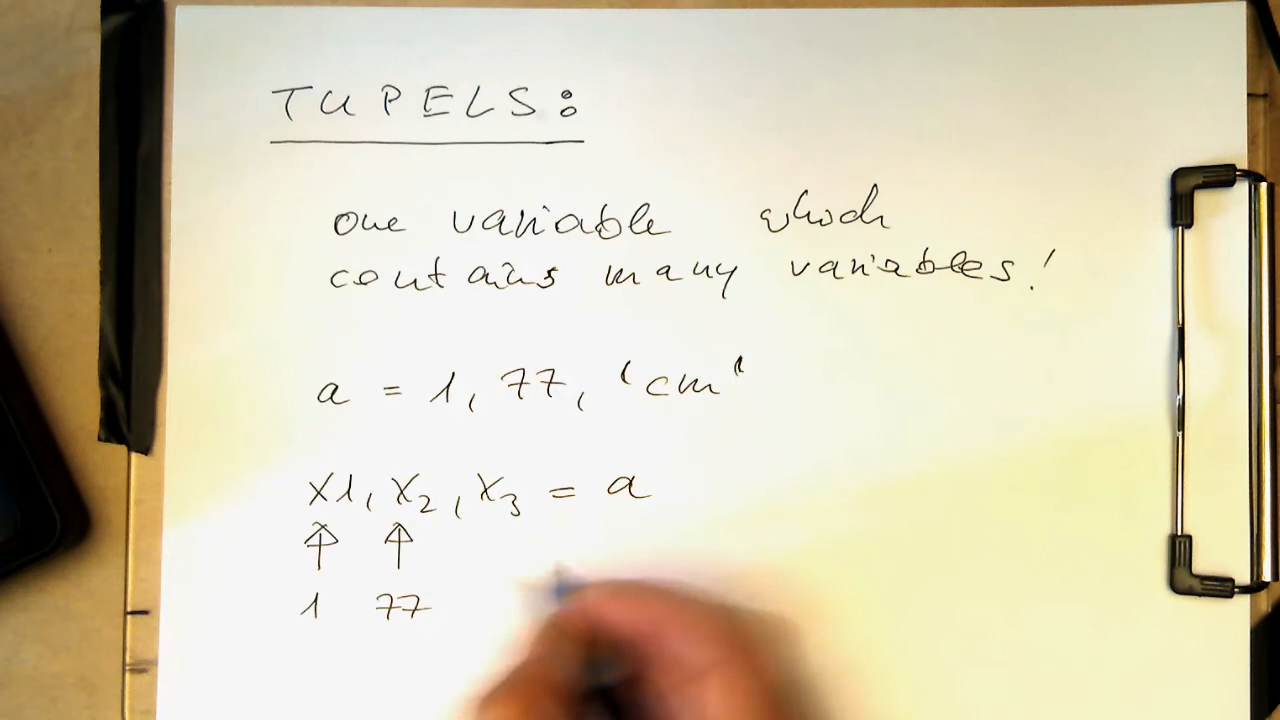 TUPELS:
one variable which
contains many variables!
a = 1, 77, 'cm'
x1, x2, x3 = a
↑ ↑
1 77